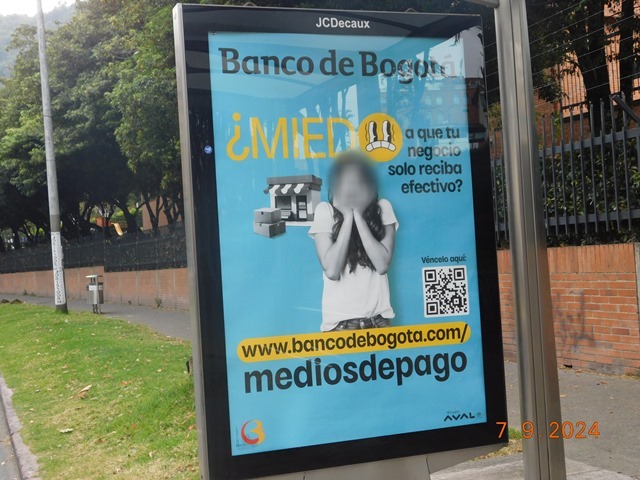 JCDecaux
Banco de Bogotá
¿MIEDO
a que tu
negocio
solo reciba
efectivo?
Véncelo aquí:
www.bancodebogota.com/
mediosdepago
AVAL
7 9 2024